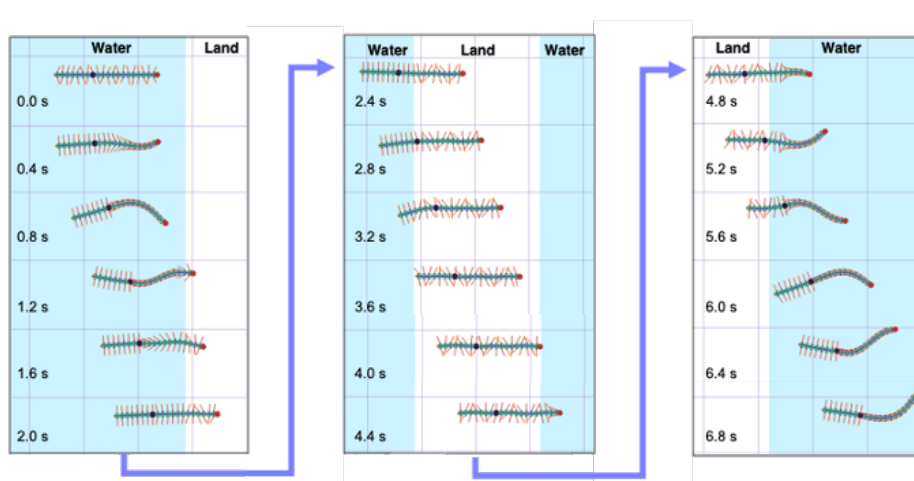 Water Land
0.0 s
0.4 s
0.8 s
1.2 s
1.6 s
2.0 s
Water Land Water
2.4 s
2.8 s
3.2 s
3.6 s
4.0 s
4.4 s
Land Water
4.8 s
5.2 s
5.6 s
6.0 s
6.4 s
6.8 s